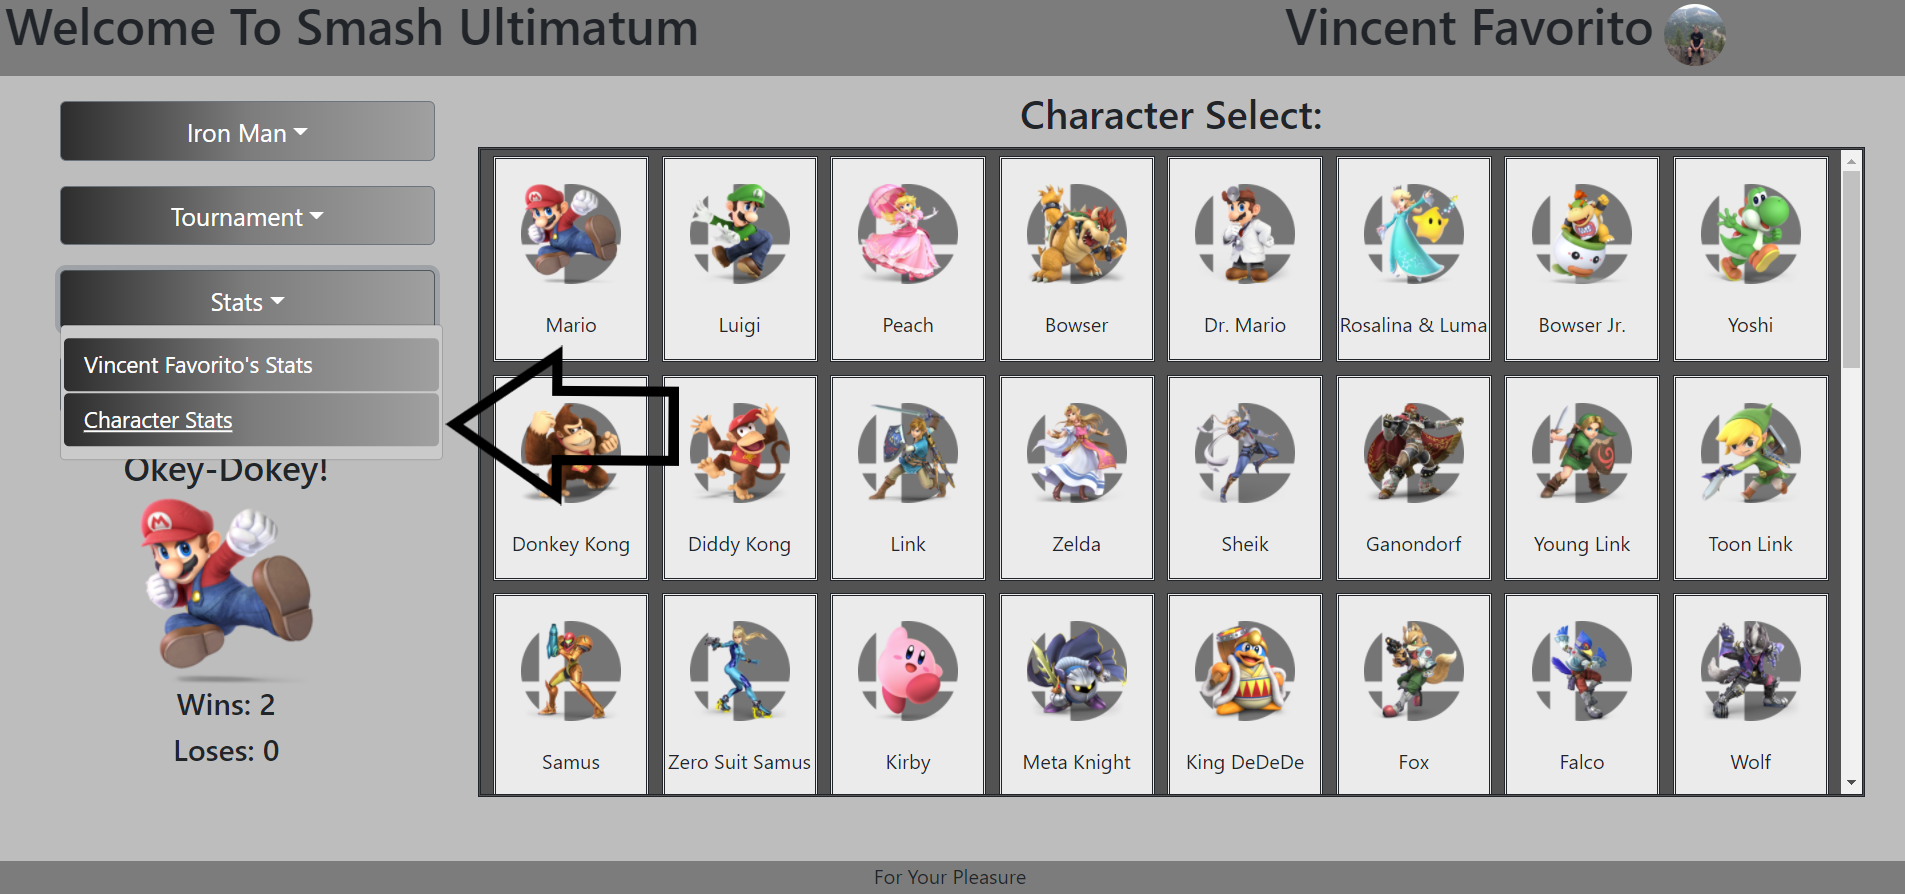 Welcome To Smash Ultimatum
Vincent Favorito
Iron Man
Tournament
Stats
Vincent Favorito's Stats
Character Stats
Okey-Dokey!
Wins: 2
Loses: 0
Character Select:
Mario
Luigi
Peach
Bowser
Dr. Mario
Rosalina & Luma
Bowser Jr.
Yoshi
Donkey Kong
Diddy Kong
Link
Zelda
Sheik
Ganondorf
Young Link
Toon Link
Samus
Zero Suit Samus
Kirby
Meta Knight
King DeDeDe
Fox
Falco
Wolf
For Your Pleasure